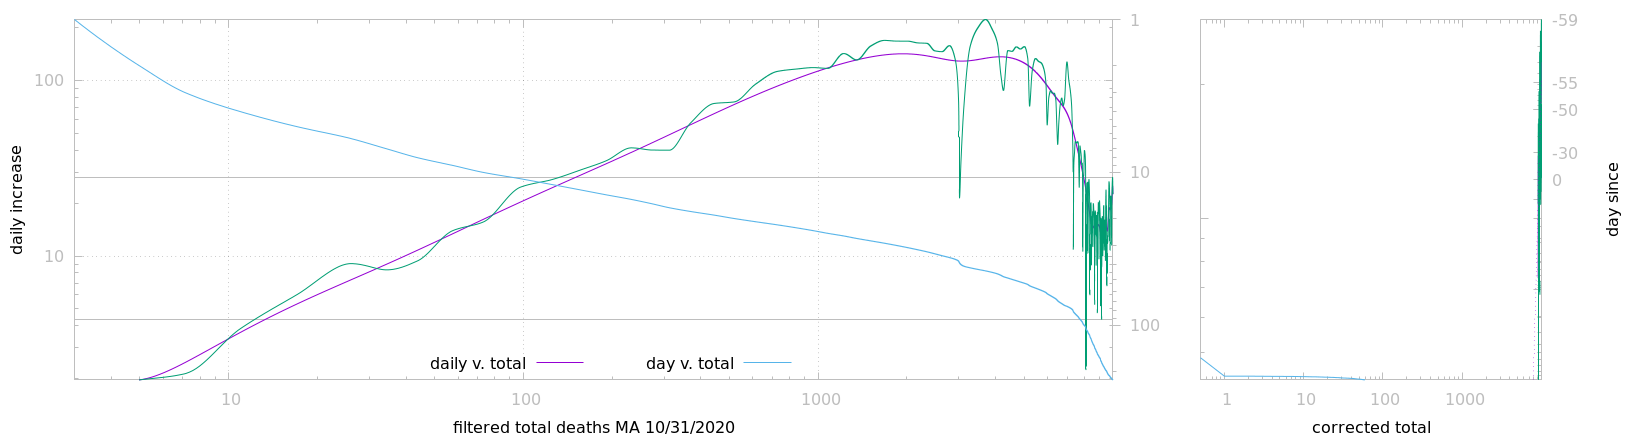 daily increase
100
10
1
10
100
daily v. total
day v. total
10
100
1000
filtered total deaths MA 10/31/2020
-59
-55
-50
-30
0
day since
1
10
100
1000
corrected total